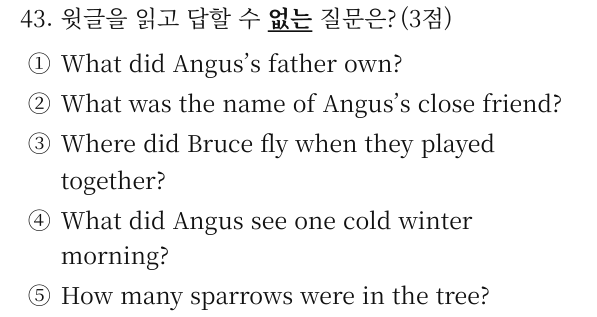 43. 윗글을 읽고 답할 수 없는 질문은?(3점)
① What did Angus’s father own?
② What was the name of Angus’s close friend?
③ Where did Bruce fly when they played
together?
④ What did Angus see one cold winter
morning?
⑤ How many sparrows were in the tree?